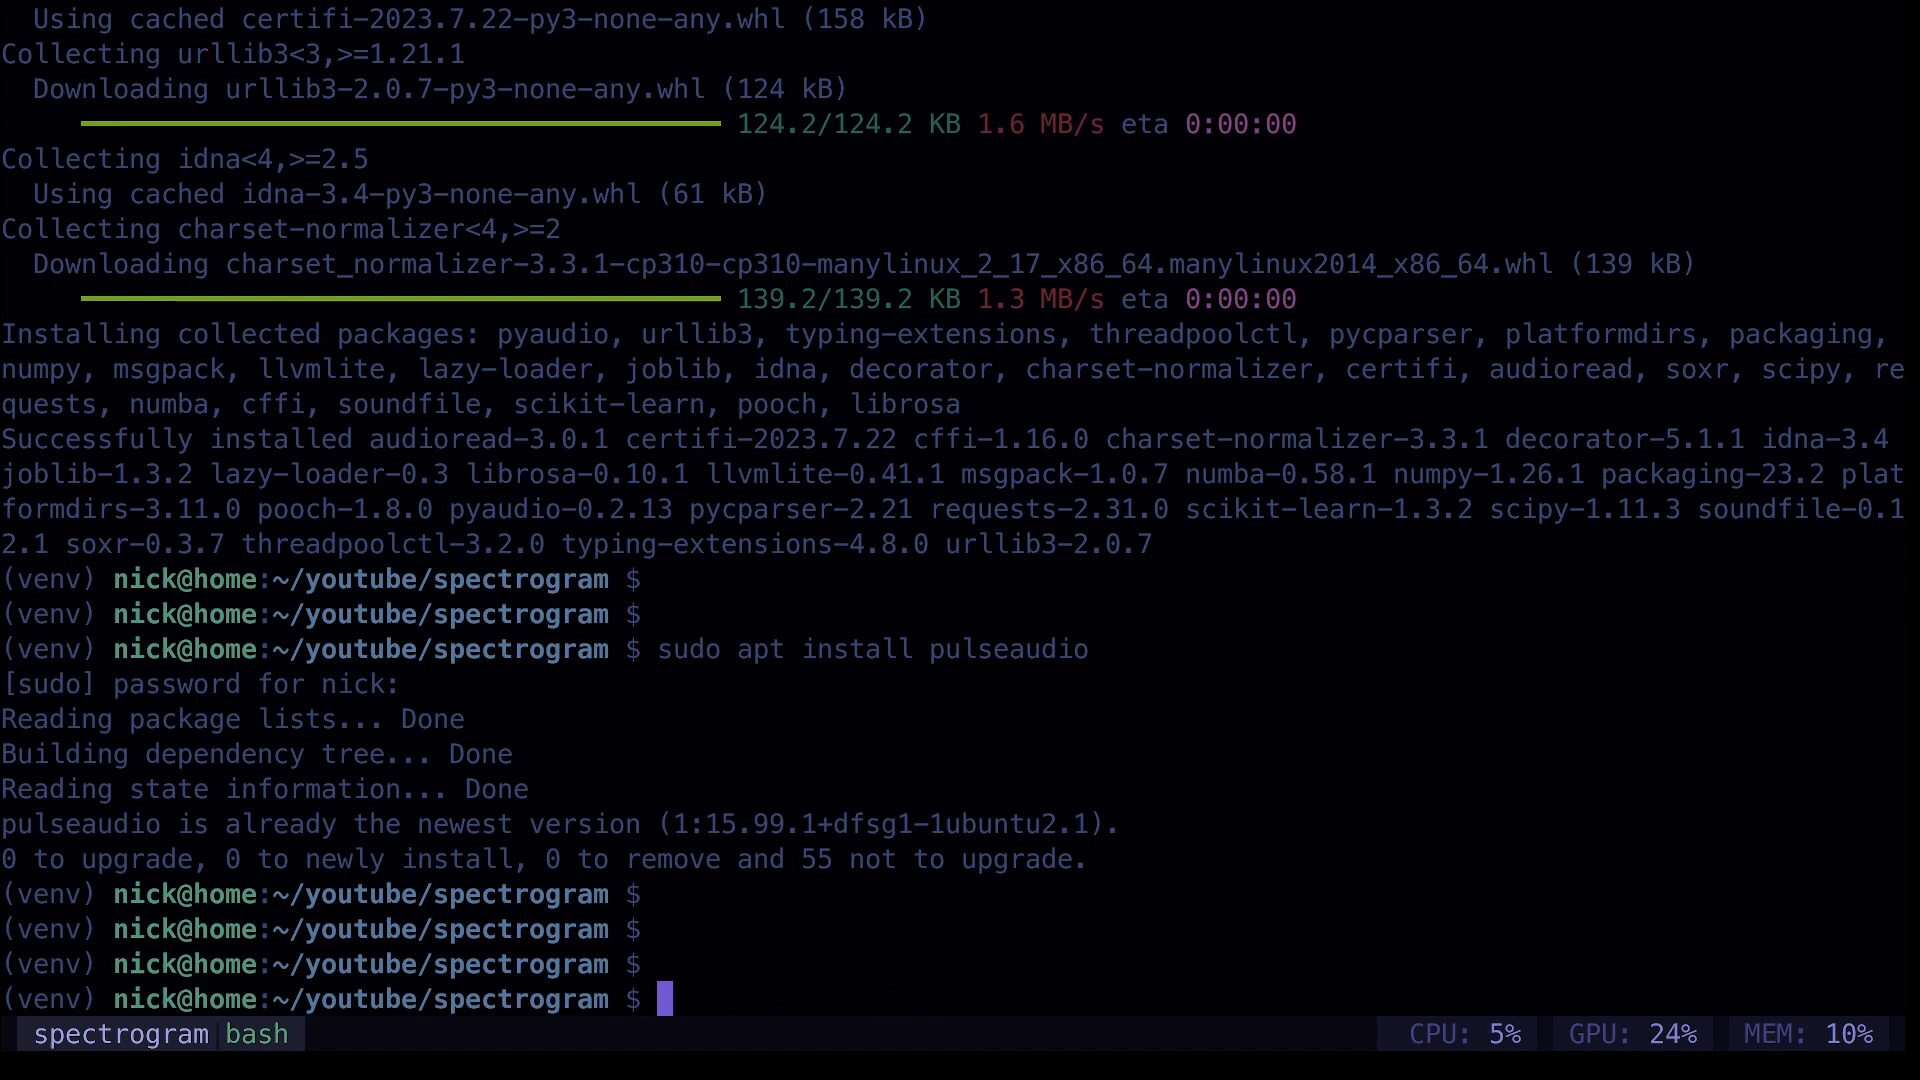 Using cached certifi-2023.7.22-py3-none-any.whl (158 kB)
Collecting urllib3<3,>=1.21.1
Downloading urllib3-2.0.7-py3-none-any.whl (124 kB)
124.2/124.2 KB 1.6 MB/s eta 0:00:00
Collecting idna<4,>=2.5
Using cached idna-3.4-py3-none-any.whl (61 kB)
Collecting charset-normalizer<4,>=2
Downloading charset_normalizer-3.3.1-cp310-cp310-manylinux_2_17_x86_64.manylinux2014_x86_64.whl (139 kB)
139.2/139.2 KB 1.3 MB/s eta 0:00:00
Installing collected packages: pyaudio, urllib3, typing-extensions, threadpoolctl, pycparser, platformdirs, packaging,
numpy, msgpack, llvmlite, lazy-loader, joblib, idna, decorator, charset-normalizer, certifi, audioread, soxr, scipy, re
quests, numba, cffi, soundfile, scikit-learn, pooch, librosa
Successfully installed audioread-3.0.1 certifi-2023.7.22 cffi-1.16.0 charset-normalizer-3.3.1 decorator-5.1.1 idna-3.4
joblib-1.3.2 lazy-loader-0.3 librosa-0.10.1 llvmlite-0.41.1 msgpack-1.0.7 numba-0.58.1 numpy-1.26.1 packaging-23.2 plat
formdirs-3.11.0 pooch-1.8.0 pyaudio-0.2.13 pycparser-2.21 requests-2.31.0 scikit-learn-1.3.2 scipy-1.11.3 soundfile-0.1
2.1 soxr-0.3.7 threadpoolctl-3.2.0 typing-extensions-4.8.0 urllib3-2.0.7
(venv) nick@home:~/youtube/spectrogram $
(venv) nick@home:~/youtube/spectrogram $
(venv) nick@home:~/youtube/spectrogram $ sudo apt install pulseaudio
[sudo] password for nick:
Reading package lists... Done
Building dependency tree... Done
Reading state information... Done
pulseaudio is already the newest version (1:15.99.1+dfsg1-1ubuntu2.1).
0 to upgrade, 0 to newly install, 0 to remove and 55 not to upgrade.
(venv) nick@home:~/youtube/spectrogram $
(venv) nick@home:~/youtube/spectrogram $
(venv) nick@home:~/youtube/spectrogram $
(venv) nick@home:~/youtube/spectrogram $
spectrogram bash CPU: 5% GPU: 24% MEM: 10%